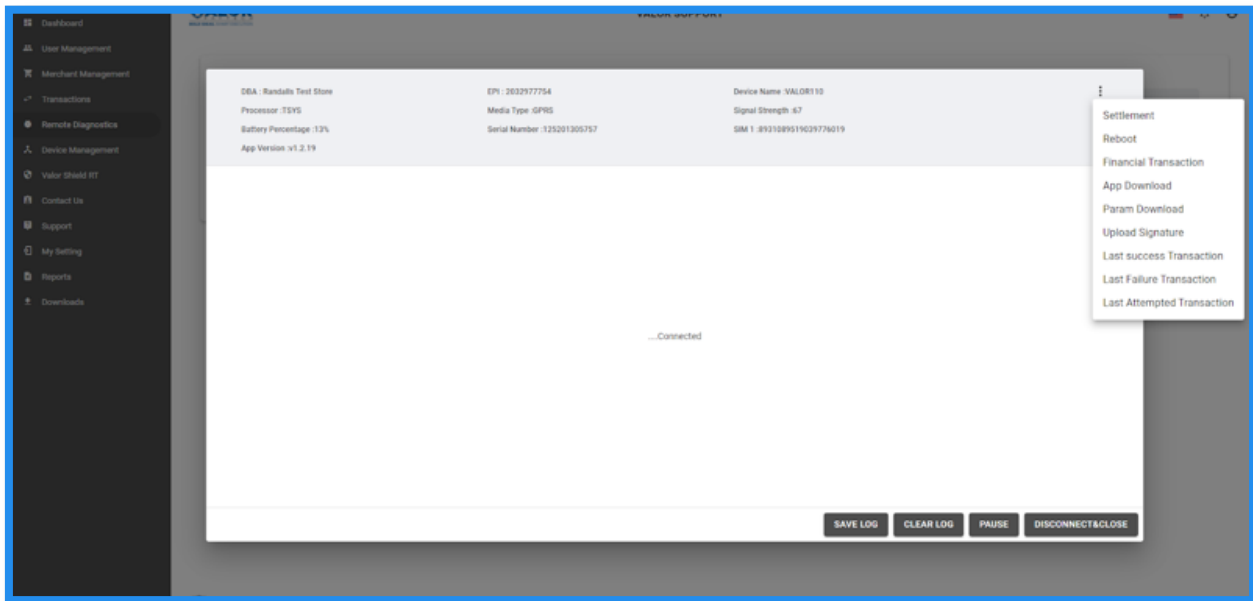 VALOR
VALOR SUPPORT
Dashboard
User Management
Merchant Management
Transactions
Remote Diagnostics
Device Management
Valor Shield RT
Contact Us
Support
My Setting
Reports
Downloads
DBA : Randalls Test Store
EPI : 2032977754
Device Name :VALOR110
Processor :TSYS
Media Type :GPRS
Signal Strength :67
Battery Percentage :13%
Serial Number :125201305757
SIM 1 :8931089519039776019
App Version :v1.2.19
Settlement
Reboot
Financial Transaction
App Download
Param Download
Upload Signature
Last success Transaction
Last Failure Transaction
Last Attempted Transaction
....Connected
SAVE LOG
CLEAR LOG
PAUSE
DISCONNECT&CLOSE